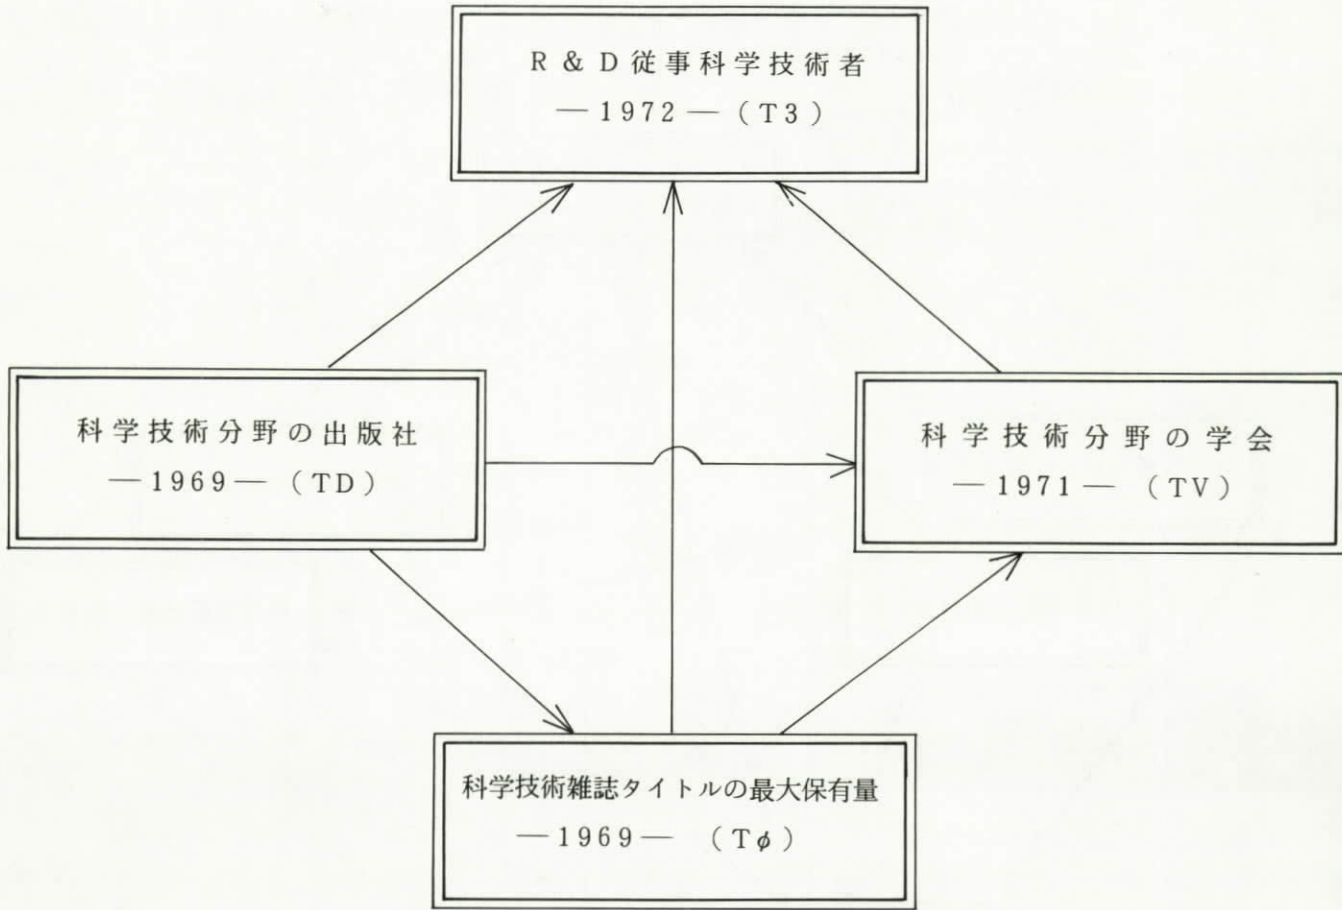 R & D 従事科学技術者
— 1972 — ( T3 )
科学技術分野の出版社
— 1969 — ( TD )
科学技術分野の学会
— 1971 — ( TV )
科学技術雑誌タイトルの最大保有量
— 1969 — ( Tφ )